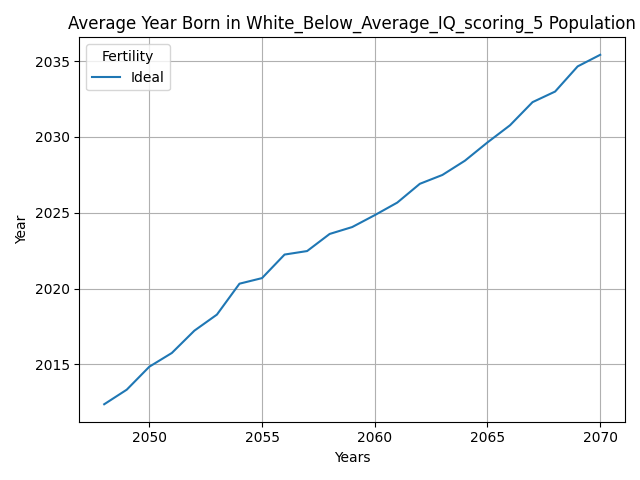 Average Year Born in White_Below_Average_IQ_scoring_5 Population
Fertility
Ideal
2035
2030
2025
2020
2015
Year
2050 2055 2060 2065 2070
Years